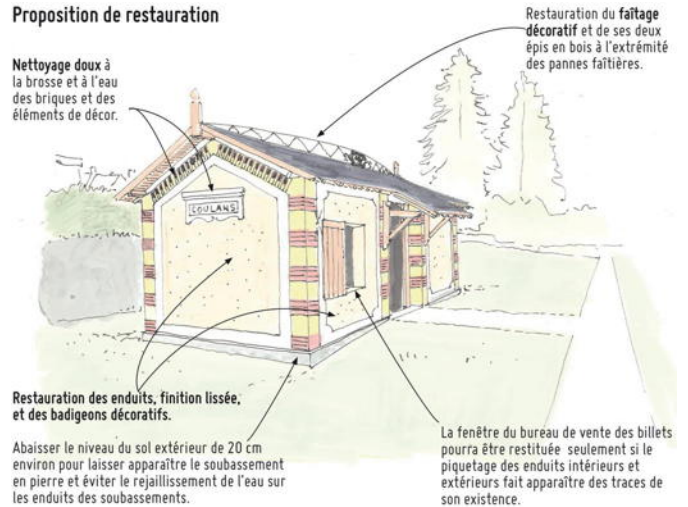 Proposition de restauration
Nettoyage doux à
la brosse et à l'eau
des briques et des
éléments de décor.
Restauration du faîtage
décoratif et de ses deux
épis en bois à l'extrémité
des pannes faîtières.
COULANS
Restauration des enduits, finition lissée,
et des badigeons décoratifs.
Abaisser le niveau du sol extérieur de 20 cm
environ pour laisser apparaître le soubassement
en pierre et éviter le rejaillissement de l'eau sur
les enduits des soubassements.
La fenêtre du bureau de vente des billets
pourra être restituée seulement si le
piquetage des enduits intérieurs et
extérieurs fait apparaître des traces de
son existence.